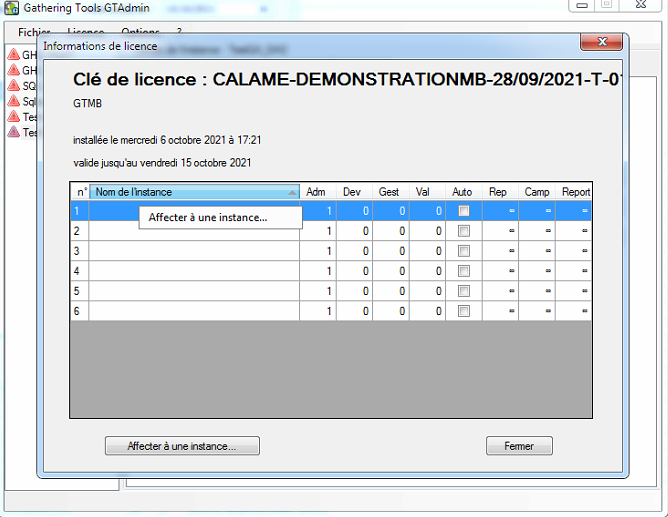 Gathering Tools GTAdmin
Fichier Licence Options ?
Informations de licence
GH
GH
SQ
Sql
Tes
Tes
Clé de licence : CALAME-DEMONSTRATIONMB-28/09/2021-T-01
GTMB
installée le mercredi 6 octobre 2021 à 17:21
valide jusqu'au vendredi 15 octobre 2021
n° Nom de l'instance Adm Dev Gest Val Auto Rep Camp Report
1 1 0 0 0 ∞ ∞ ∞
Affecter à une instance...
2 1 0 0 0 ∞ ∞ ∞
3 1 0 0 0 ∞ ∞ ∞
4 1 0 0 0 ∞ ∞ ∞
5 1 0 0 0 ∞ ∞ ∞
6 1 0 0 0 ∞ ∞ ∞
Affecter à une instance... Fermer